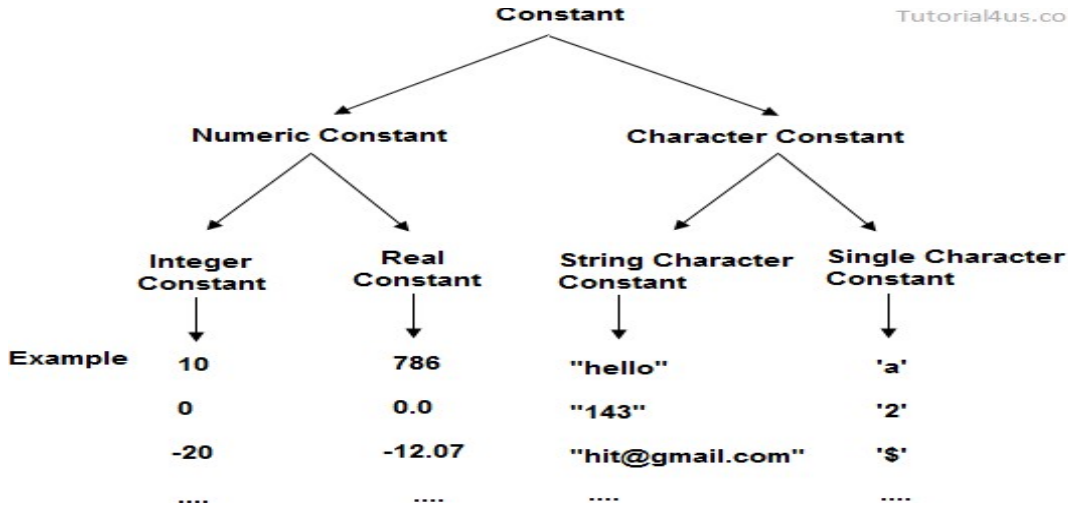 Constant
Tutorial4us.co
Numeric Constant
Character Constant
Integer
Constant
Real
Constant
String Character
Constant
Single Character
Constant
Example
10
786
"hello"
'a'
0
0.0
"143"
'2'
-20
-12.07
"hit@gmail.com"
'$'
....
....
....
....